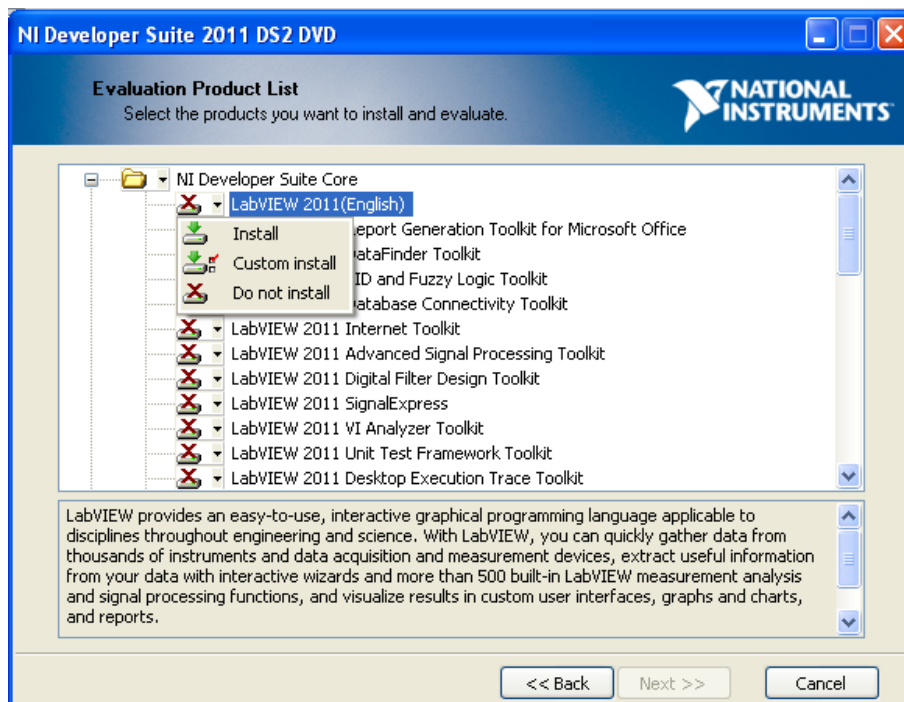 NI Developer Suite 2011 DS2 DVD
Evaluation Product List
Select the products you want to install and evaluate.
NATIONAL
INSTRUMENTS
NI Developer Suite Core
LabVIEW 2011(English)
Install
Custom install
Do not install
Report Generation Toolkit for Microsoft Office
DataFinder Toolkit
PID and Fuzzy Logic Toolkit
Database Connectivity Toolkit
LabVIEW 2011 Internet Toolkit
LabVIEW 2011 Advanced Signal Processing Toolkit
LabVIEW 2011 Digital Filter Design Toolkit
LabVIEW 2011 SignalExpress
LabVIEW 2011 VI Analyzer Toolkit
LabVIEW 2011 Unit Test Framework Toolkit
LabVIEW 2011 Desktop Execution Trace Toolkit
LabVIEW provides an easy-to-use, interactive graphical programming language applicable to
disciplines throughout engineering and science. With LabVIEW, you can quickly gather data from
thousands of instruments and data acquisition and measurement devices, extract useful information
from your data with interactive wizards and more than 500 built-in LabVIEW measurement analysis
and signal processing functions, and visualize results in custom user interfaces, graphs and charts,
and reports.
<< Back
Next >>
Cancel